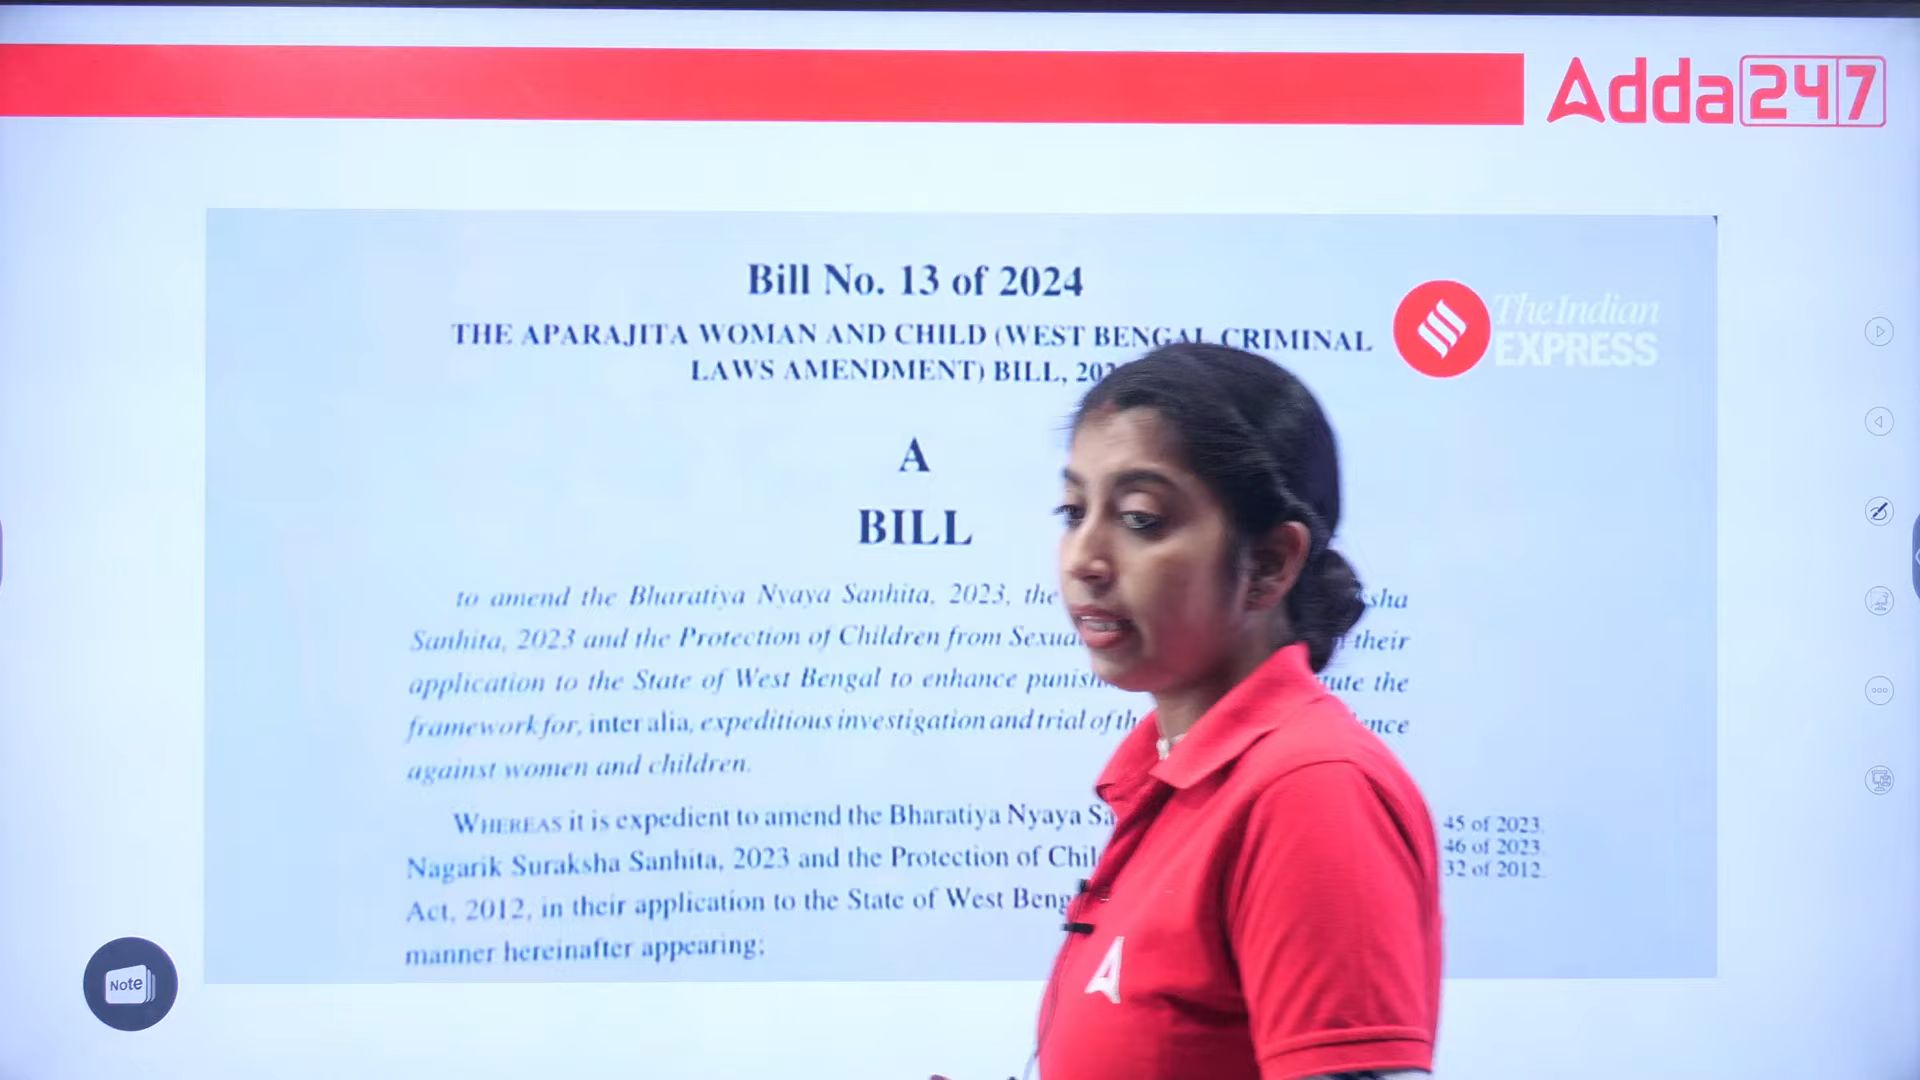 Adda247
Bill No. 13 of 2024
The Indian
EXPRESS
THE APARAJITA WOMAN AND CHILD (WEST BENGAL CRIMINAL
LAWS AMENDMENT) BILL,
A
BILL
to amend the Bharatiya Nyaya Sanhita, 2023, the
Sanhita, 2023 and the Protection of Children from their
application to the State of West Bengal to enhance the
framework for, inter alia, expeditious investigation and trial of
against women and children.
WHEREAS it is expedient to amend the Bharatiya Nyaya 45 of 2023.
Nagarik Suraksha Sanhita, 2023 and the Protection of 46 of 2023.
Act, 2012, in their application to the State of West 32 of 2012.
manner hereinafter appearing;
Note